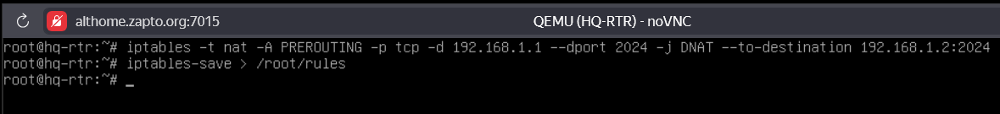 althome.zapto.org:7015 QEMU (HQ-RTR) - noVNC
root@hq-rtr:~# iptables -t nat -A PREROUTING -p tcp -d 192.168.1.1 --dport 2024 -j DNAT --to-destination 192.168.1.2:2024
root@hq-rtr:~# iptables-save > /root/rules
root@hq-rtr:~# _